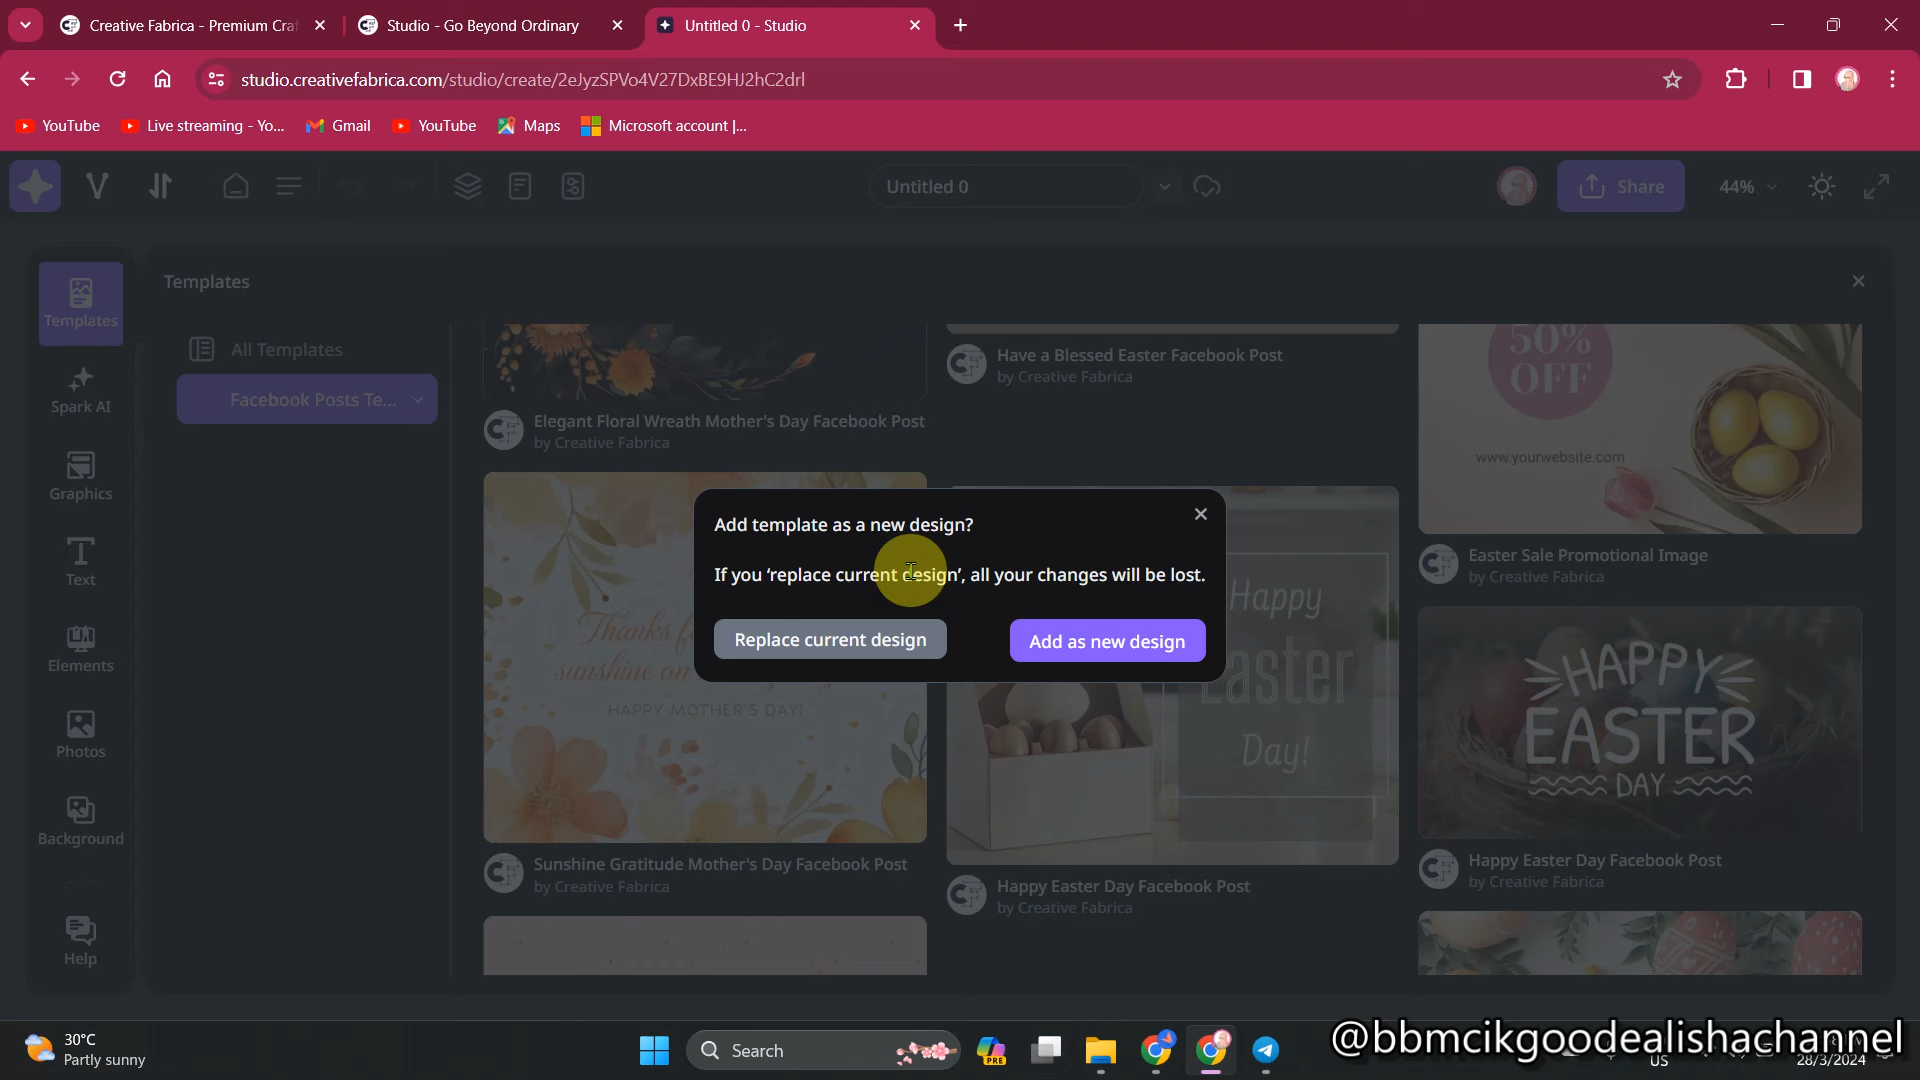 Creative Fabrica - Premium Cra
Studio - Go Beyond Ordinary
Untitled 0 - Studio
studio.creativefabrica.com/studio/create/2eJyzSPVo4V27DxBE9HJ2hC2drl
YouTube
Live streaming - Yo...
Gmail
YouTube
Maps
Microsoft account |...
Untitled 0
Share
44%
Templates
Templates
Spark AI
Graphics
Text
Elements
Photos
Background
Help
All Templates
Facebook Posts Te...
Elegant Floral Wreath Mother's Day Facebook Post
by Creative Fabrica
Have a Blessed Easter Facebook Post
by Creative Fabrica
50%
OFF
www.yourwebsite.com
Easter Sale Promotional Image
by Creative Fabrica
Add template as a new design?
If you ‘replace current design’, all your changes will be lost.
Replace current design
Add as new design
Thanks f
sunshine on
HAPPY MOTHER'S DAY!
Happy
Easter
Day!
HAPPY
EASTER
DAY
Sunshine Gratitude Mother's Day Facebook Post
by Creative Fabrica
Happy Easter Day Facebook Post
by Creative Fabrica
Happy Easter Day Facebook Post
by Creative Fabrica
30°C
Partly sunny
Search
PRE
@bbmcikgoodealishachannel
US
28/3/2024